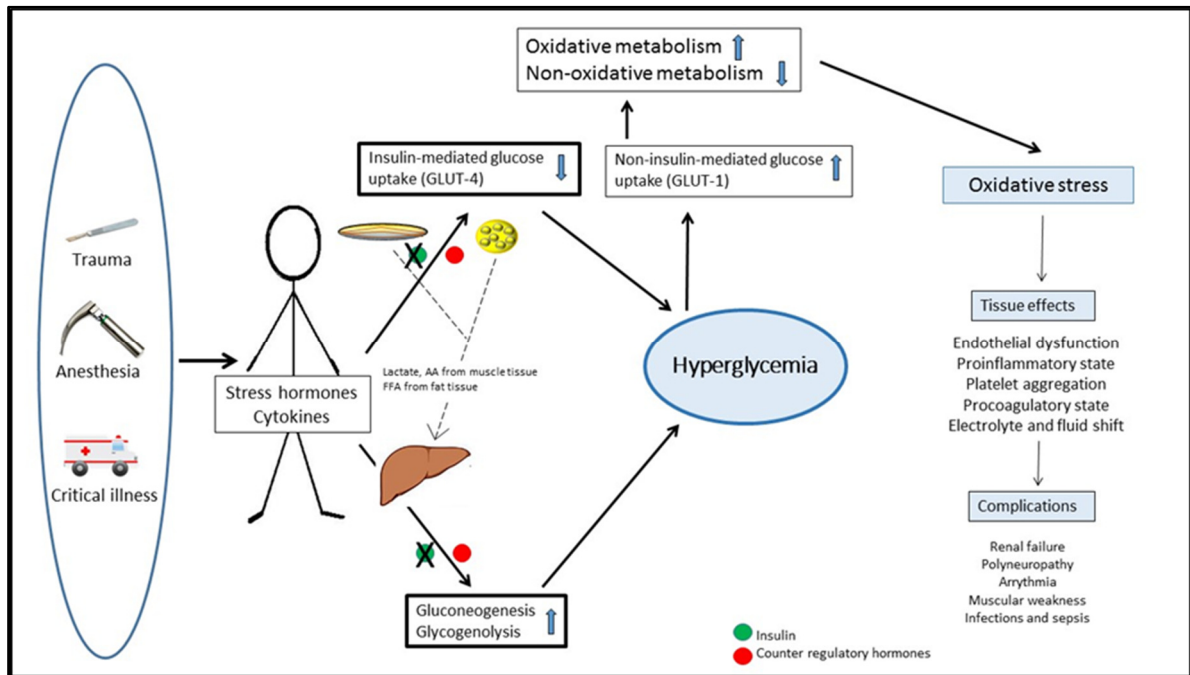 Trauma
Anesthesia
Critical illness
Stress hormones
Cytokines
Insulin-mediated glucose
uptake (GLUT-4)
Lactate, AA from muscle tissue
FFA from fat tissue
Gluconeogenesis
Glycogenolysis
Hyperglycemia
Non-insulin-mediated glucose
uptake (GLUT-1)
Oxidative metabolism
Non-oxidative metabolism
Oxidative stress
Tissue effects
Endothelial dysfunction
Proinflammatory state
Platelet aggregation
Procoagulatory state
Electrolyte and fluid shift
Complications
Renal failure
Polyneuropathy
Arrythmia
Muscular weakness
Infections and sepsis
Insulin
Counter regulatory hormones